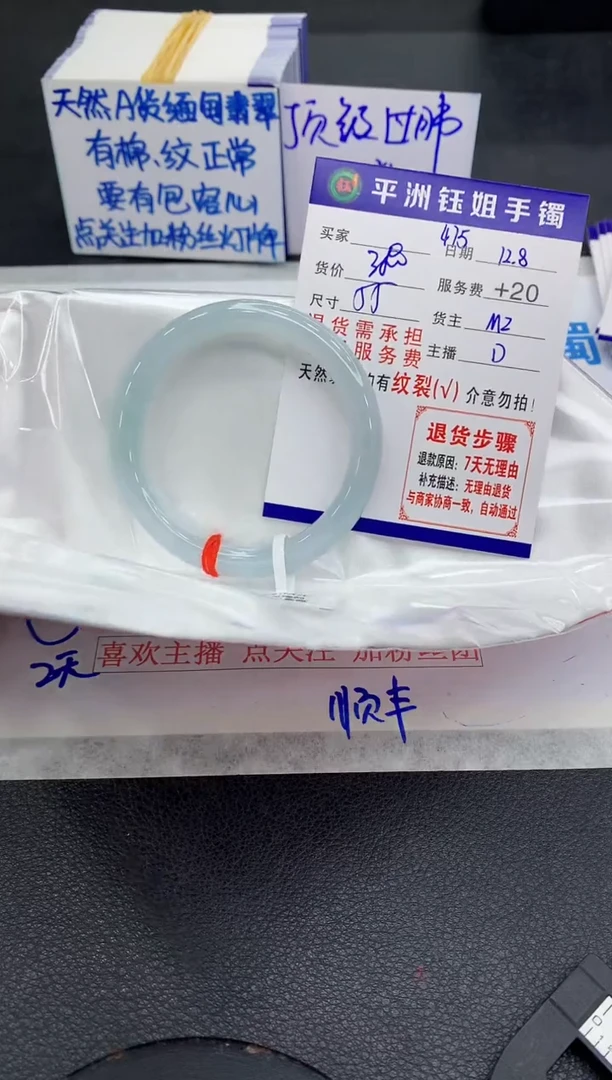 天然A货缅甸翡翠
有棉、纹正常
要有包容心
点关注加粉丝灯牌
顶级
平洲钰姐手镯
买家
475
日期 12.8
货价
服务费 +20
尺寸
货主 MZ
退货需承担
服务费
主播 D
天然
有纹裂(√) 介意勿拍!
退货步骤
退款原因: 7天无理由
补充描述: 无理由退货
与商家协商一致, 自动通过
镯
2天
喜欢主播 点关注 加粉丝团
顺丰